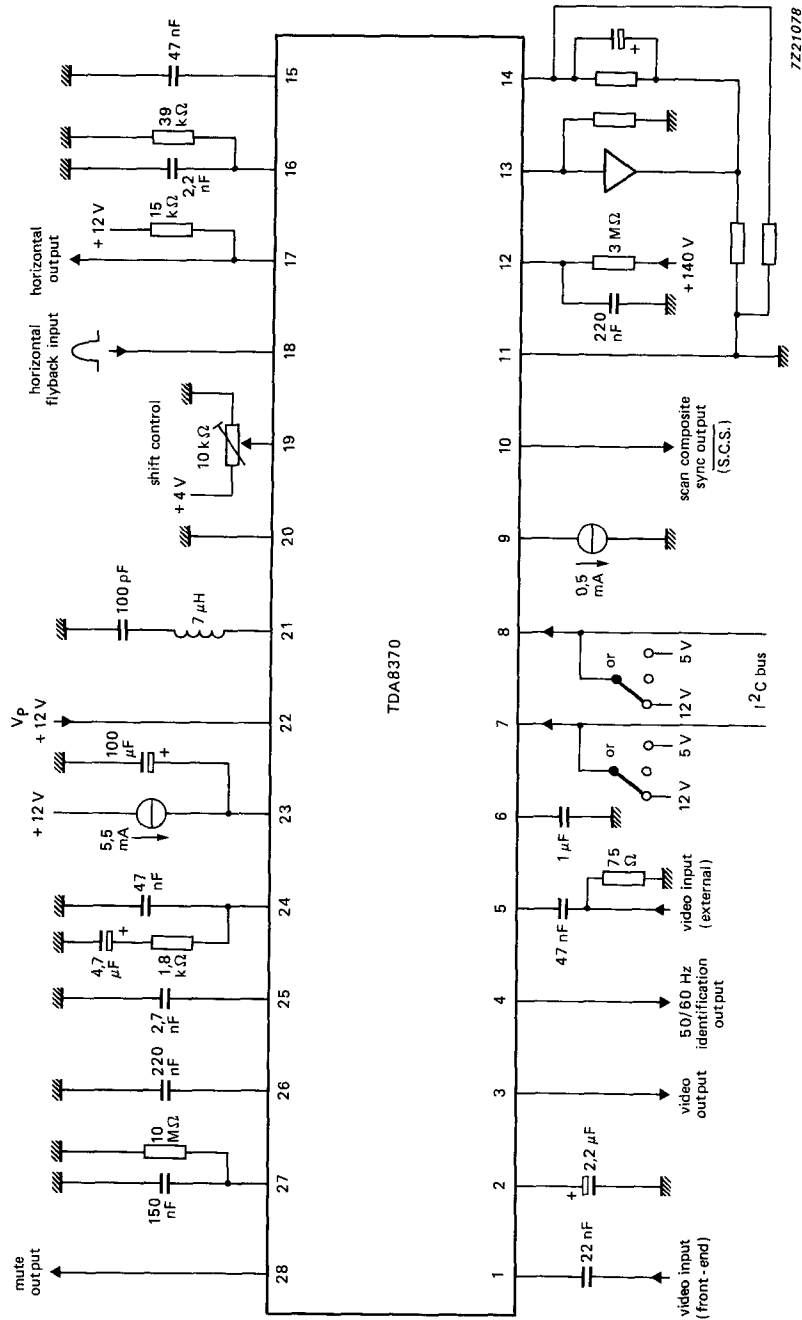 mute
output
150
nF
10
MΩ
220
nF
2,7
nF
4,7
μF
+
1,8
kΩ
47
nF
+ 12 V
5,5
mA
100
μF
+
VP
+ 12 V
100 pF
7 μH
+ 4 V
shift control
10 kΩ
horizontal
flyback input
horizontal
output
+ 12 V
15
kΩ
2,2
nF
39
kΩ
47 nF
28
27
26
25
24
23
22
21
20
19
18
17
16
15
TDA8370
1
2
3
4
5
6
7
8
9
10
11
12
13
14
22 nF
video input
(front-end)
+
2,2 μF
video
output
50/60 Hz
identification
output
47 nF
75
Ω
video input
(external)
1 μF
or
12 V
5 V
or
12 V
5 V
I²C bus
0,5
mA
scan composite
sync output
(S.C.S.)
220
nF
3 MΩ
+140 V
+
7Z21078